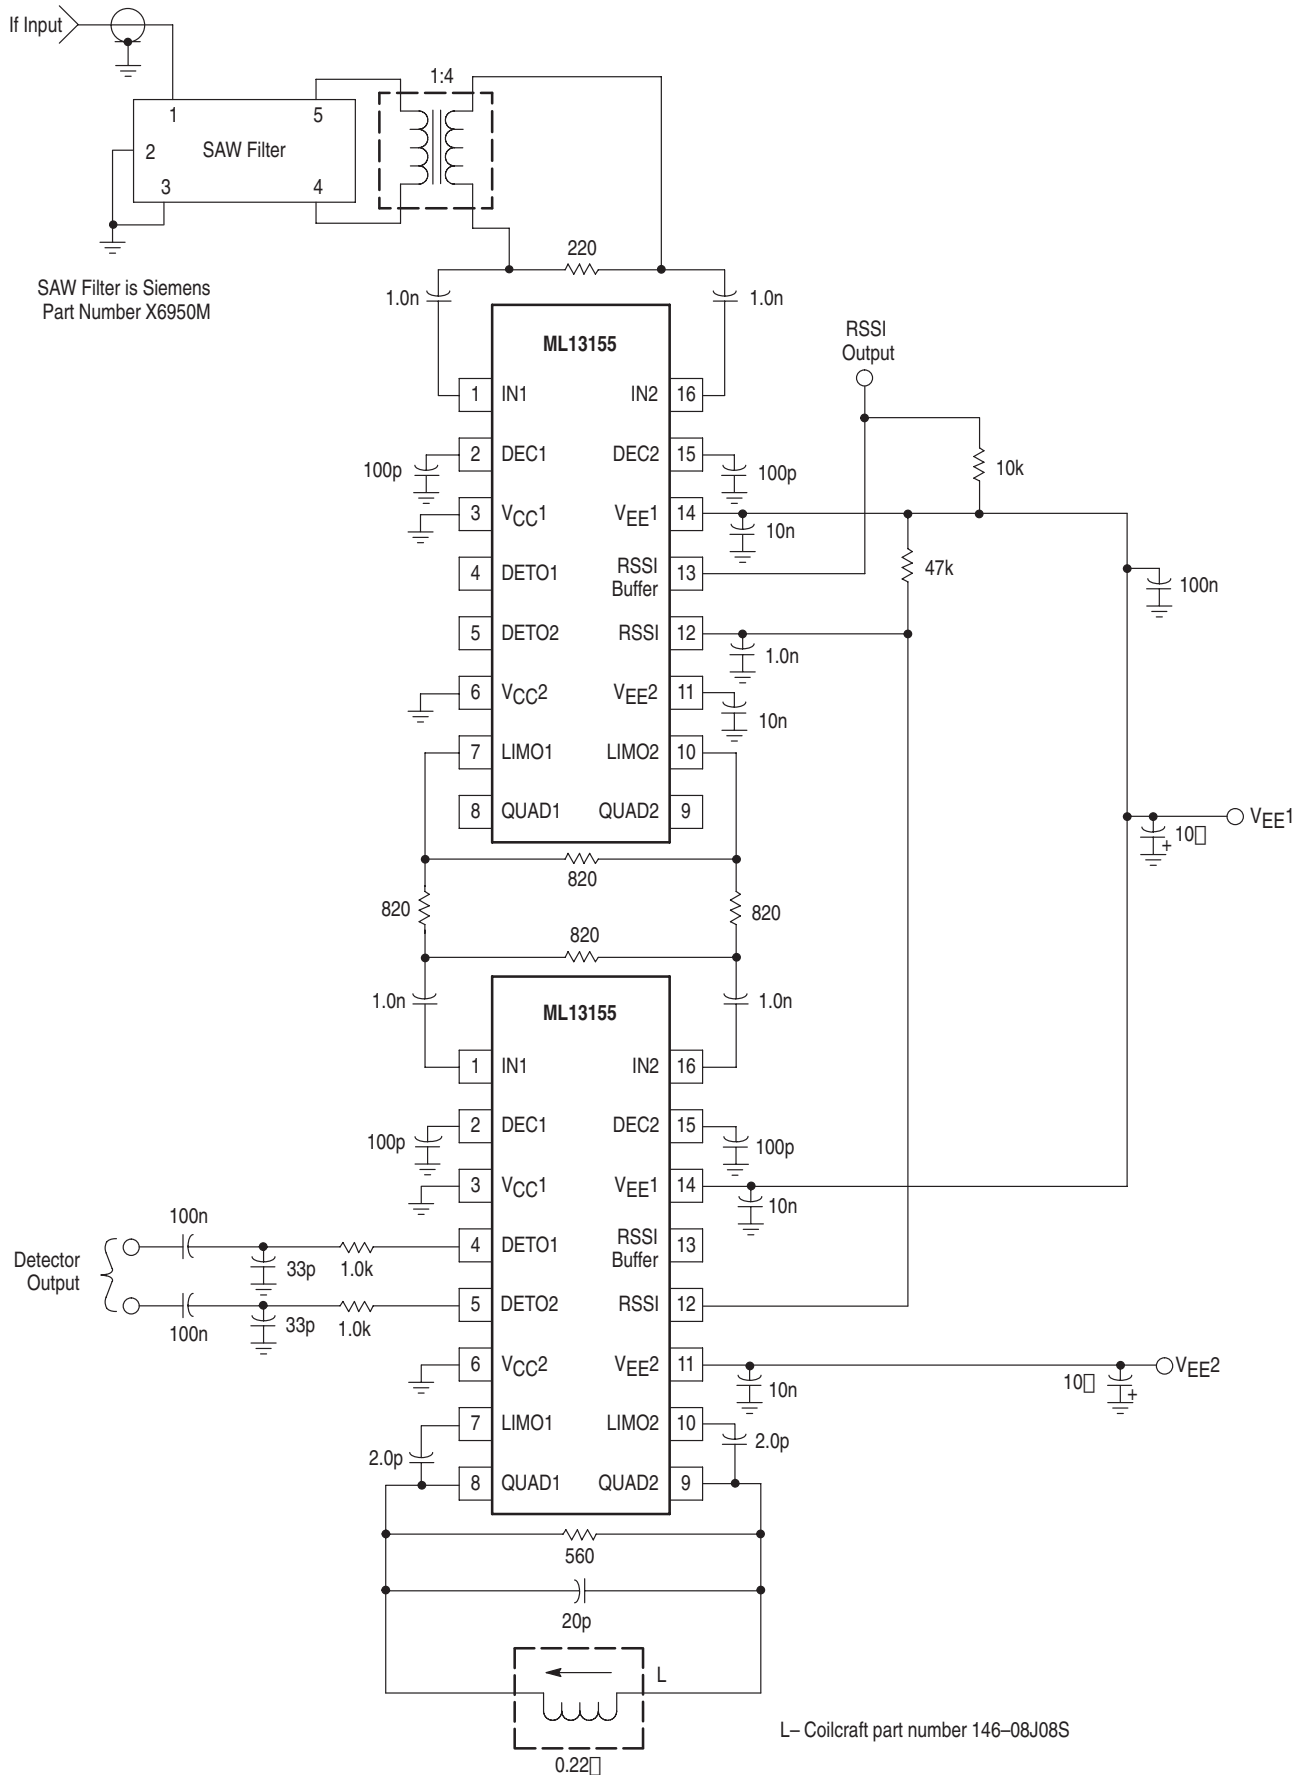 If Input
1:4
1
5
2
SAW Filter
3
4
220
SAW Filter is Siemens
Part Number X6950M
1.0n
1.0n
RSSI
Output
ML13155
1 IN1
IN2 16
10k
2 DEC1
DEC2 15
100p
100p
3 VCC1
VEE1 14
10n
4 DETO1
RSSI
Buffer 13
47k
100n
5 DETO2
RSSI 12
1.0n
6 VCC2
VEE2 11
10n
7 LIMO1
LIMO2 10
8 QUAD1
QUAD2 9
VEE1
10▯
+
820
820
820
820
1.0n
1.0n
ML13155
1 IN1
IN2 16
2 DEC1
DEC2 15
100p
100p
3 VCC1
VEE1 14
10n
100n
4 DETO1
RSSI
Buffer 13
Detector
Output
33p
1.0k
5 DETO2
RSSI 12
100n
33p
1.0k
6 VCC2
VEE2 11
VEE2
10n
10▯
+
7 LIMO1
LIMO2 10
2.0p
2.0p
8 QUAD1
QUAD2 9
560
20p
L
L– Coilcraft part number 146–08J08S
0.22▯